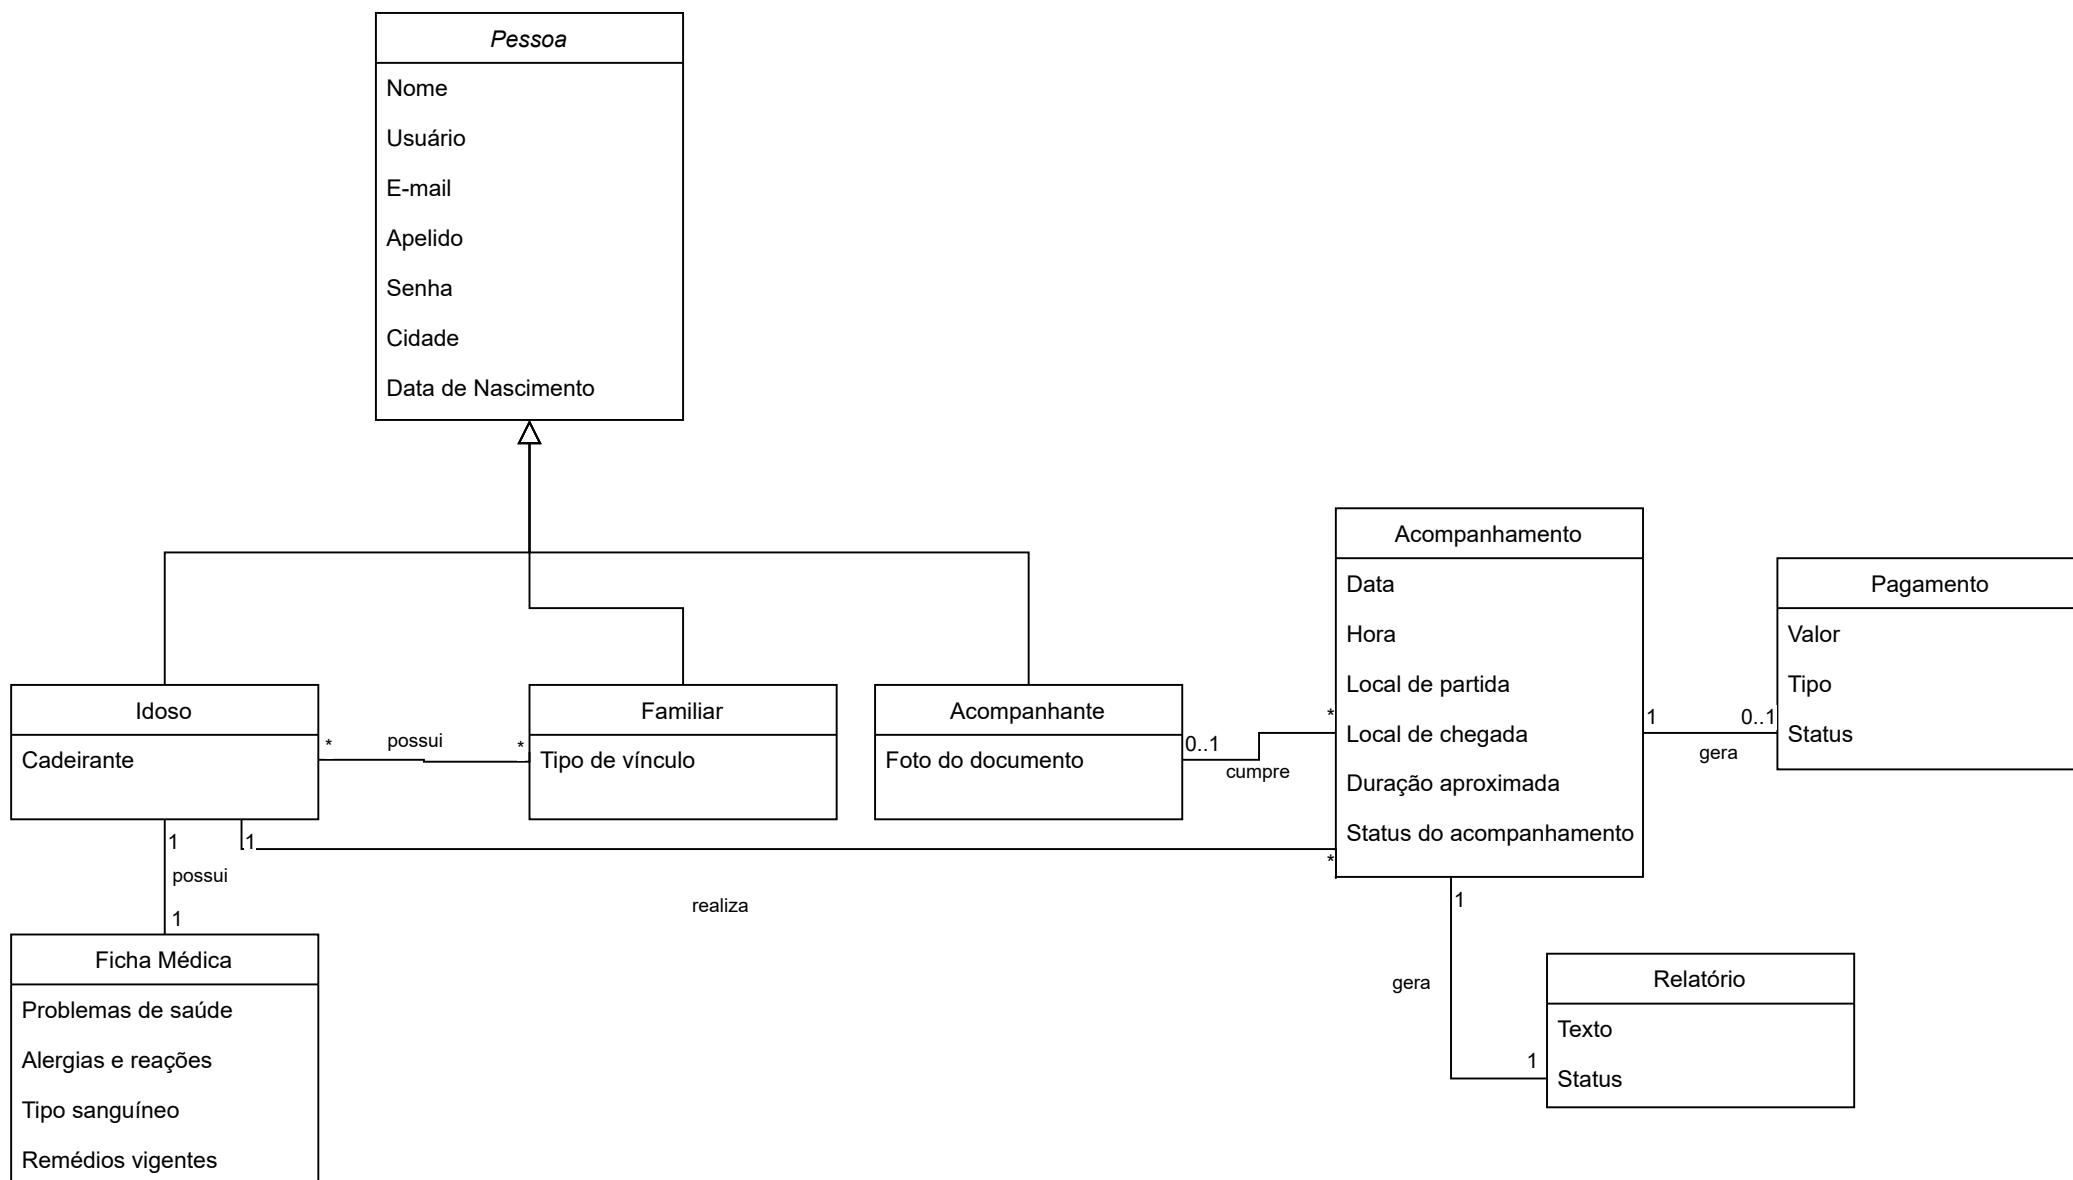 Pessoa
Nome
Usuário
E-mail
Apelido
Senha
Cidade
Data de Nascimento
Idoso
Cadeirante
* possui *
Familiar
Tipo de vínculo
Acompanhante
Foto do documento
0..1
cumpre
*
Acompanhamento
Data
Hora
Local de partida
Local de chegada
Duração aproximada
Status do acompanhamento
1 0..1
gera
Pagamento
Valor
Tipo
Status
1
possui
1
1
realiza
*
Ficha Médica
Problemas de saúde
Alergias e reações
Tipo sanguíneo
Remédios vigentes
1
gera
1
Relatório
Texto
Status